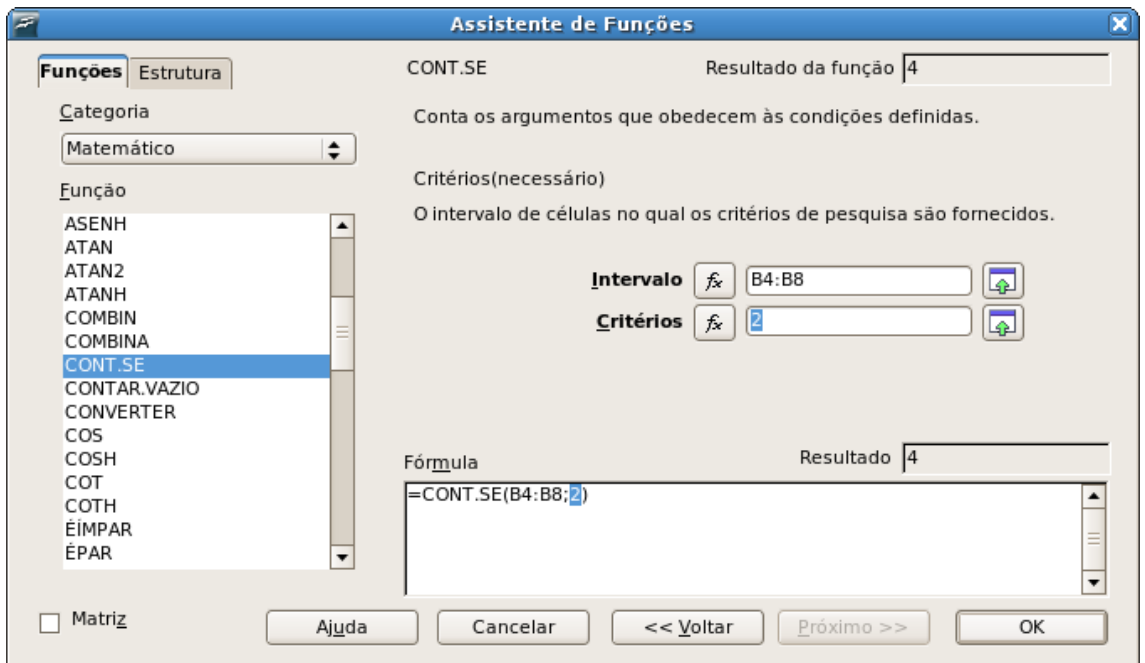 Assistente de Funções
Funções
Estrutura
Categoria
Matemático
Função
ASENH
ATAN
ATAN2
ATANH
COMBIN
COMBINA
CONT.SE
CONTAR.VAZIO
CONVERTER
COS
COSH
COT
COTH
ÉÍMPAR
ÉPAR
CONT.SE
Resultado da função 4
Conta os argumentos que obedecem às condições definidas.
Critérios(necessário)
O intervalo de células no qual os critérios de pesquisa são fornecidos.
Intervalo fx B4:B8
Critérios fx 2
Fórmula
Resultado 4
=CONT.SE(B4:B8;2)
Matriz
Ajuda
Cancelar
<< Voltar
Próximo >>
OK